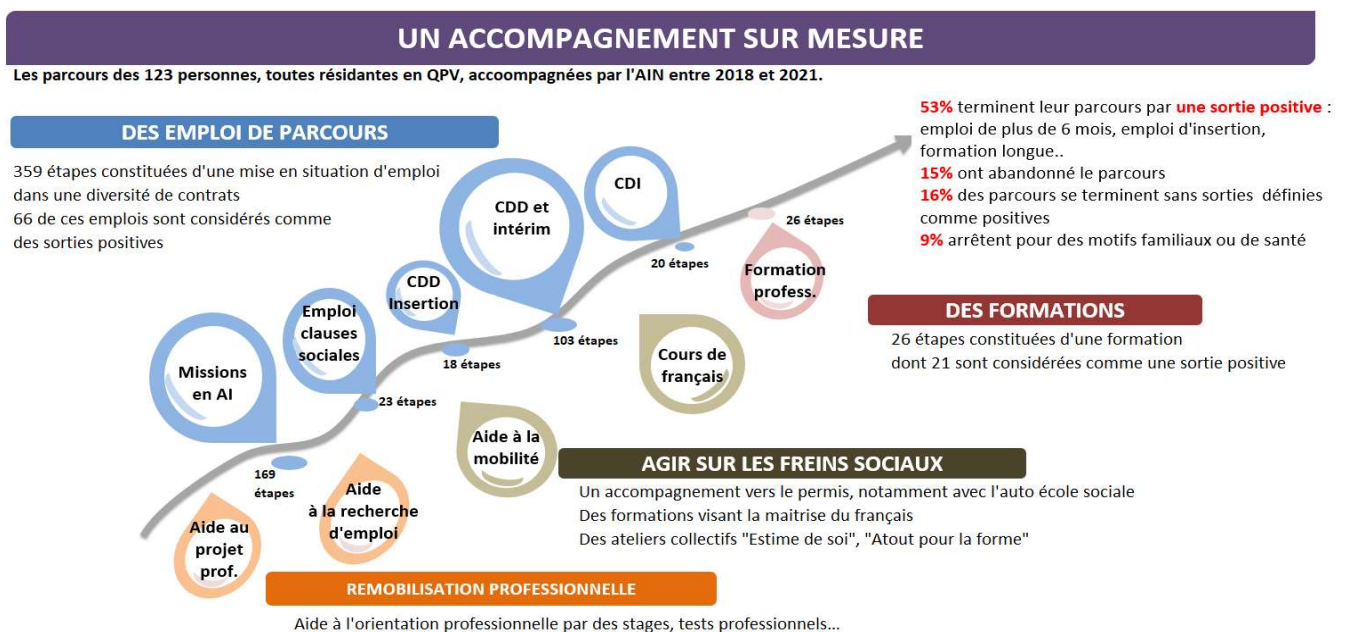 UN ACCOMPAGNEMENT SUR MESURE
Les parcours des 123 personnes, toutes résidantes en QPV, accoompagnées par l'AIN entre 2018 et 2021.
DES EMPLOI DE PARCOURS
359 étapes constituées d'une mise en situation d'emploi
dans une diversité de contrats
66 de ces emplois sont considérés comme
des sorties positives
53% terminent leur parcours par une sortie positive :
emploi de plus de 6 mois, emploi d'insertion,
formation longue..
15% ont abandonné le parcours
16% des parcours se terminent sans sorties définies
comme positives
9% arrêtent pour des motifs familiaux ou de santé
Missions
en AI
169
étapes
Emploi
clauses
sociales
23 étapes
CDD
Insertion
18 étapes
CDD et
intérim
103 étapes
CDI
20 étapes
26 étapes
Formation
profess.
Cours de
français
Aide à la
mobilité
Aide
à la recherche
d'emploi
Aide au
projet
prof.
DES FORMATIONS
26 étapes constituées d'une formation
dont 21 sont considérées comme une sortie positive
AGIR SUR LES FREINS SOCIAUX
Un accompagnement vers le permis, notamment avec l'auto école sociale
Des formations visant la maitrise du français
Des ateliers collectifs "Estime de soi", "Atout pour la forme"
REMOBILISATION PROFESSIONNELLE
Aide à l'orientation professionnelle par des stages, tests professionnels...